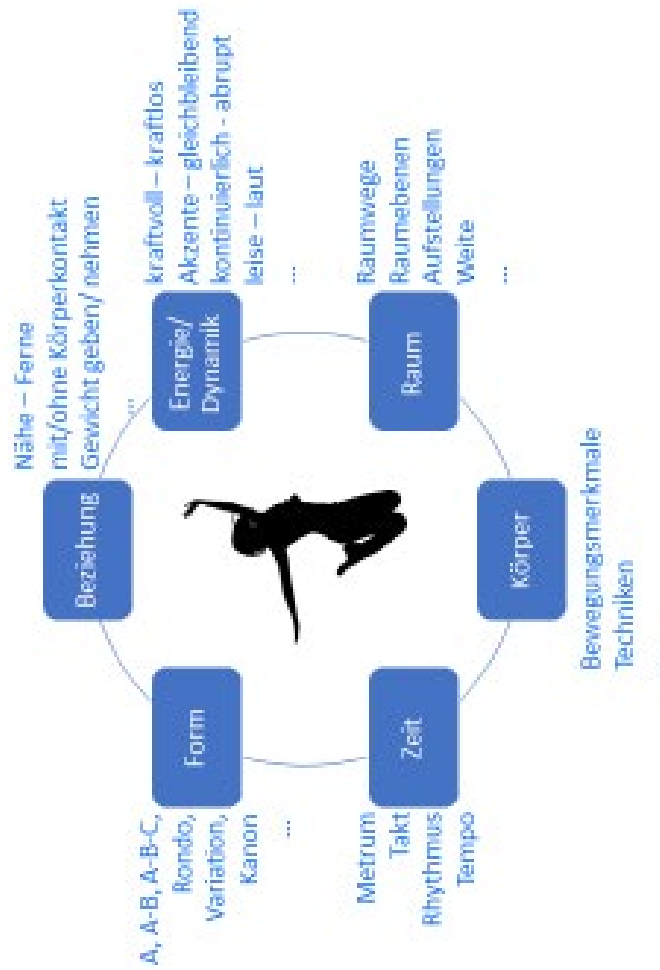 Nähe – Ferne
mit/ohne Körperkontakt
Gewicht geben/ nehmen
...
Beziehung
kraftvoll – kraftlos
Akzente – gleichbleibend
kontinuierlich - abrupt
leise – laut
...
Energie/
Dynamik
Raumwege
Raumebenen
Aufstellungen
Weite
...
Raum
Körper
Bewegungsmerkmale
Techniken
Zeit
Metrum
Takt
Rhythmus
Tempo
Form
A, A-B, A-B-C,
Rondo,
Variation,
Kanon
...